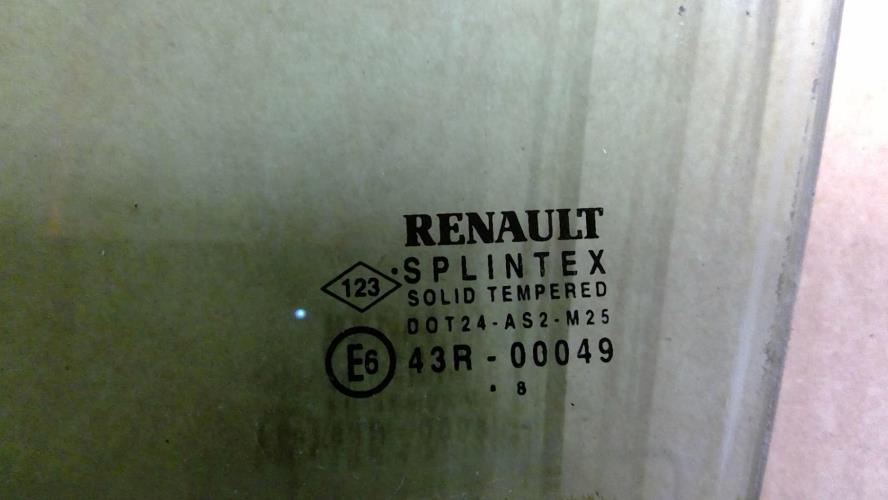 RENAULT
123 SPLINTEX
SOLID TEMPERED
DOT24-AS2-M25
E6 43R-00049
. 8